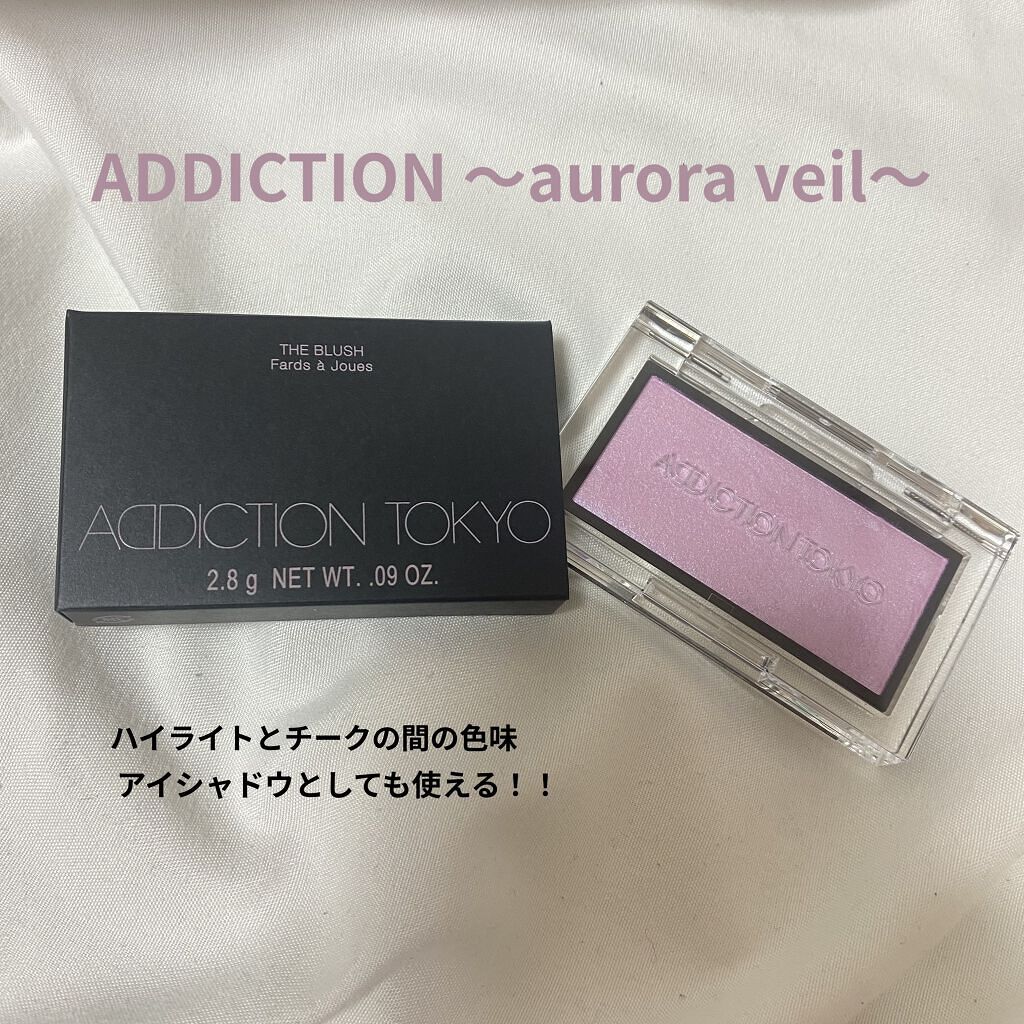 ADDICTION 〜aurora veil〜
THE BLUSH
Fards à Joues
ADDICTION TOKYO
2.8 g NET WT. .09 OZ.
ADDICTION TOKYO
ハイライトとチークの間の色味
アイシャドウとしても使える！！